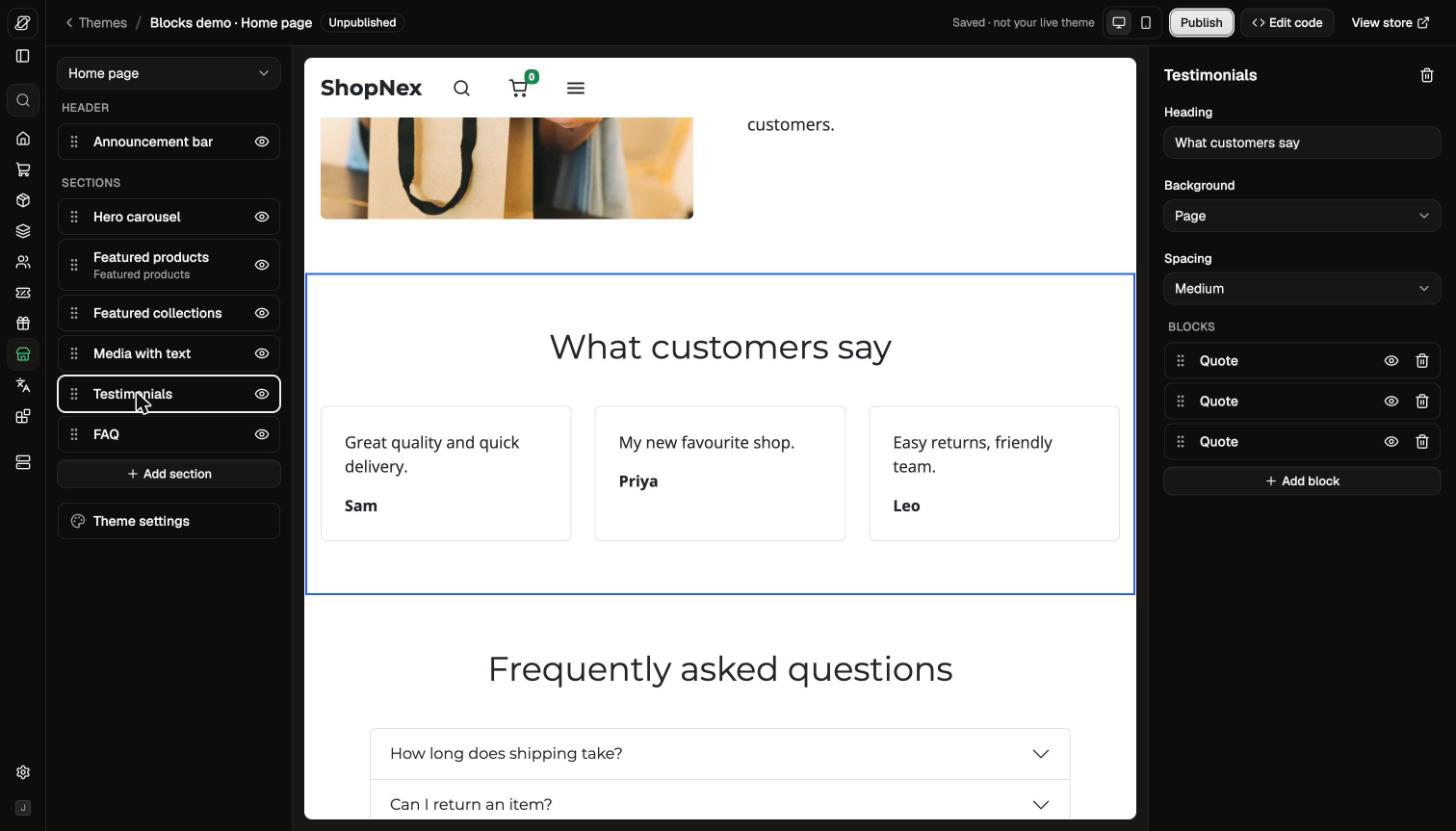 Themes / Blocks demo · Home page Unpublished
Saved · not your live theme Publish Edit code View store
Home page
HEADER
Announcement bar
SECTIONS
Hero carousel
Featured products
Featured products
Featured collections
Media with text
Testimonials
FAQ
Add section
Theme settings
J
ShopNex 0
customers.
What customers say
Great quality and quick
delivery.
Sam
My new favourite shop.
Priya
Easy returns, friendly
team.
Leo
Frequently asked questions
How long does shipping take?
Can I return an item?
Testimonials
Heading
What customers say
Background
Page
Spacing
Medium
BLOCKS
Quote
Quote
Quote
Add block